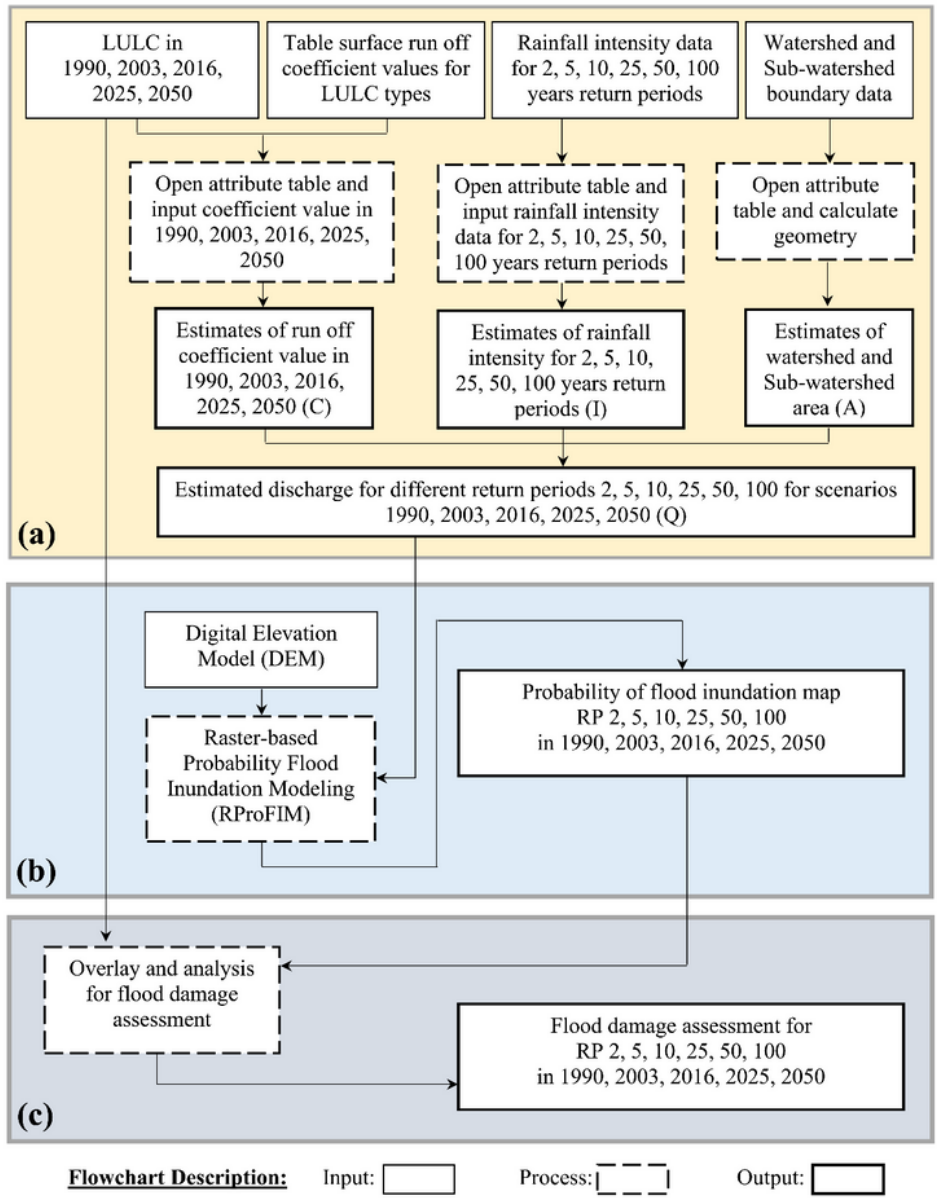 LULC in
1990, 2003, 2016,
2025, 2050
Table surface run off
coefficient values for
LULC types
Rainfall intensity data
for 2, 5, 10, 25, 50, 100
years return periods
Watershed and
Sub-watershed
boundary data
Open attribute table and
input coefficient value in
1990, 2003, 2016, 2025,
2050
Open attribute table and
input rainfall intensity
data for 2, 5, 10, 25, 50,
100 years return periods
Open attribute
table and calculate
geometry
Estimates of run off
coefficient value in
1990, 2003, 2016,
2025, 2050 (C)
Estimates of rainfall
intensity for 2, 5, 10,
25, 50, 100 years return
periods (I)
Estimates of
watershed and
Sub-watershed
area (A)
Estimated discharge for different return periods 2, 5, 10, 25, 50, 100 for scenarios
1990, 2003, 2016, 2025, 2050 (Q)
(a)
Digital Elevation
Model (DEM)
Raster-based
Probability Flood
Inundation Modeling
(RProFIM)
Probability of flood inundation map
RP 2, 5, 10, 25, 50, 100
in 1990, 2003, 2016, 2025, 2050
(b)
Overlay and analysis
for flood damage
assessment
Flood damage assessment for
RP 2, 5, 10, 25, 50, 100
in 1990, 2003, 2016, 2025, 2050
(c)
Flowchart Description: Input: Process: Output: